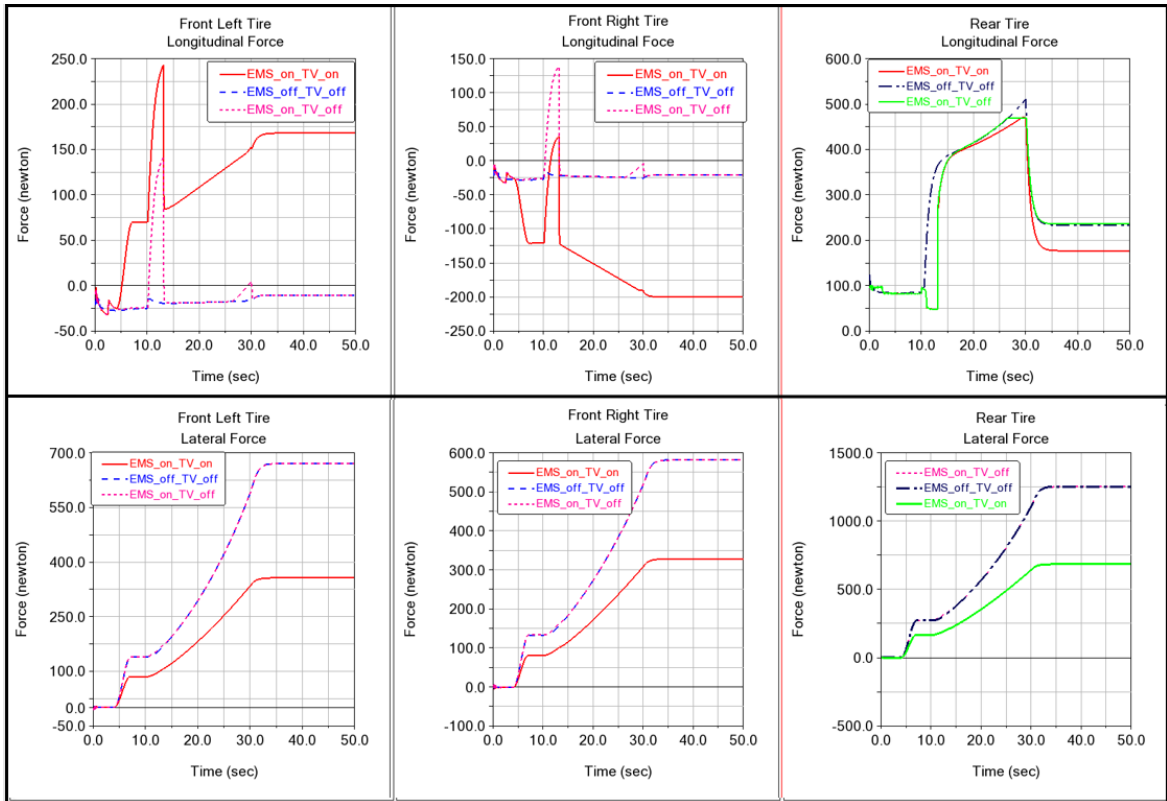 Front Left Tire
Longitudinal Force
250.0
200.0
150.0
100.0
50.0
0.0
-50.0
Force (newton)
EMS_on_TV_on
EMS_off_TV_off
EMS_on_TV_off
0.0 10.0 20.0 30.0 40.0 50.0
Time (sec)
Front Right Tire
Longitudinal Foce
150.0
100.0
50.0
0.0
-50.0
-100.0
-150.0
-200.0
-250.0
Force (newton)
EMS_on_TV_on
EMS_off_TV_off
EMS_on_TV_off
0.0 10.0 20.0 30.0 40.0 50.0
Time (sec)
Rear Tire
Longitudinal Force
600.0
500.0
400.0
300.0
200.0
100.0
0.0
Force (newton)
EMS_on_TV_on
EMS_off_TV_off
EMS_on_TV_off
0.0 10.0 20.0 30.0 40.0 50.0
Time (sec)
Front Left Tire
Lateral Force
700.0
550.0
400.0
250.0
100.0
0.0
-50.0
Force (newton)
EMS_on_TV_on
EMS_off_TV_off
EMS_on_TV_off
0.0 10.0 20.0 30.0 40.0 50.0
Time (sec)
Front Right Tire
Lateral Force
600.0
500.0
400.0
300.0
200.0
100.0
0.0
-100.0
Force (newton)
EMS_on_TV_on
EMS_off_TV_off
EMS_on_TV_off
0.0 10.0 20.0 30.0 40.0 50.0
Time (sec)
Rear Tire
Lateral Force
1500.0
1000.0
500.0
0.0
-500.0
Force (newton)
EMS_on_TV_off
EMS_off_TV_off
EMS_on_TV_on
0.0 10.0 20.0 30.0 40.0 50.0
Time (sec)